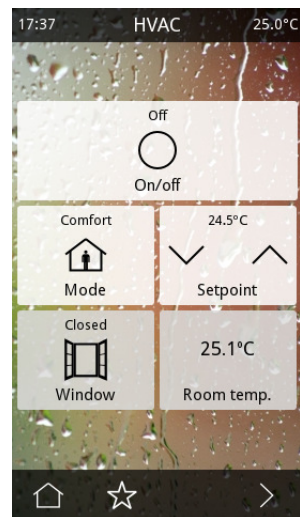 17:37 HVAC 25.0°C
Off
On/off
Comfort
Mode
24.5°C
Setpoint
Closed
Window
25.1°C
Room temp.